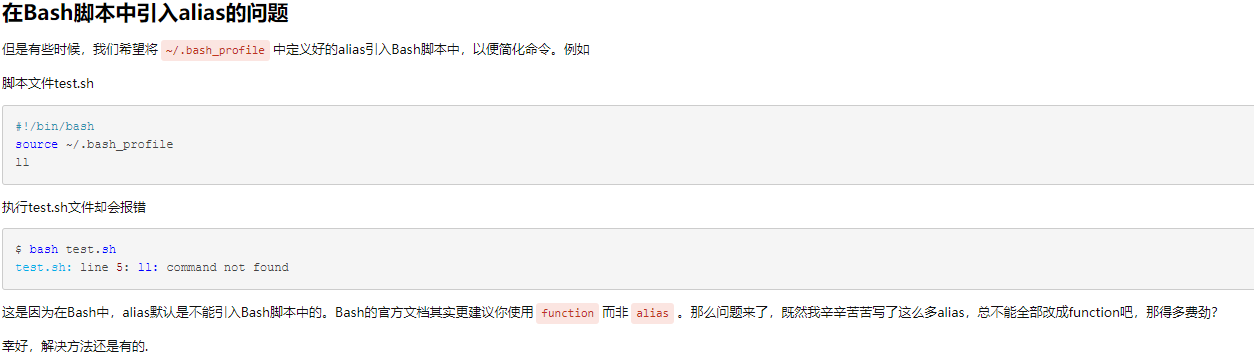 在Bash脚本中引入alias的问题
但是有些时候，我们希望将 ~/.bash_profile 中定义好的alias引入Bash脚本中，以便简化命令。例如
脚本文件test.sh
#!/bin/bash
source ~/.bash_profile
ll
执行test.sh文件却会报错
$ bash test.sh
test.sh: line 5: ll: command not found
这是因为在Bash中，alias默认是不能引入Bash脚本中的。Bash的官方文档其实更建议你使用 function 而非 alias 。那么问题来了，既然我辛辛苦苦写了这么多alias，总不能全部改成function吧，那得多费劲？
幸好，解决方法还是有的.